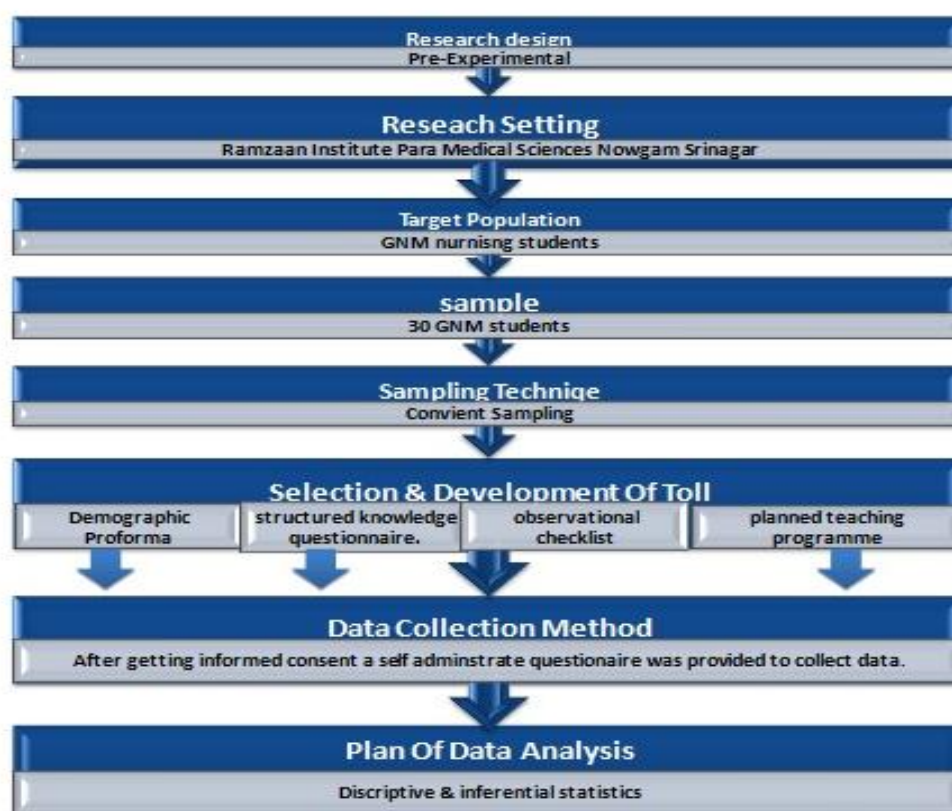 Research design
Pre-Experimental
Reseach Setting
Ramzaan Institute Para Medical Sciences Nowgam Srinagar
Target Population
GNM nurnisng students
sample
30 GNM students
Sampling Techniqe
Convient Sampling
Selection & Development Of Toll
Demographic
Proforma
structured knowledge
questionnaire.
observational
checklist
planned teaching
programme
Data Collection Method
After getting informed consent a self adminstrate questionaire was provided to collect data.
Plan Of Data Analysis
Discriptive & inferential statistics